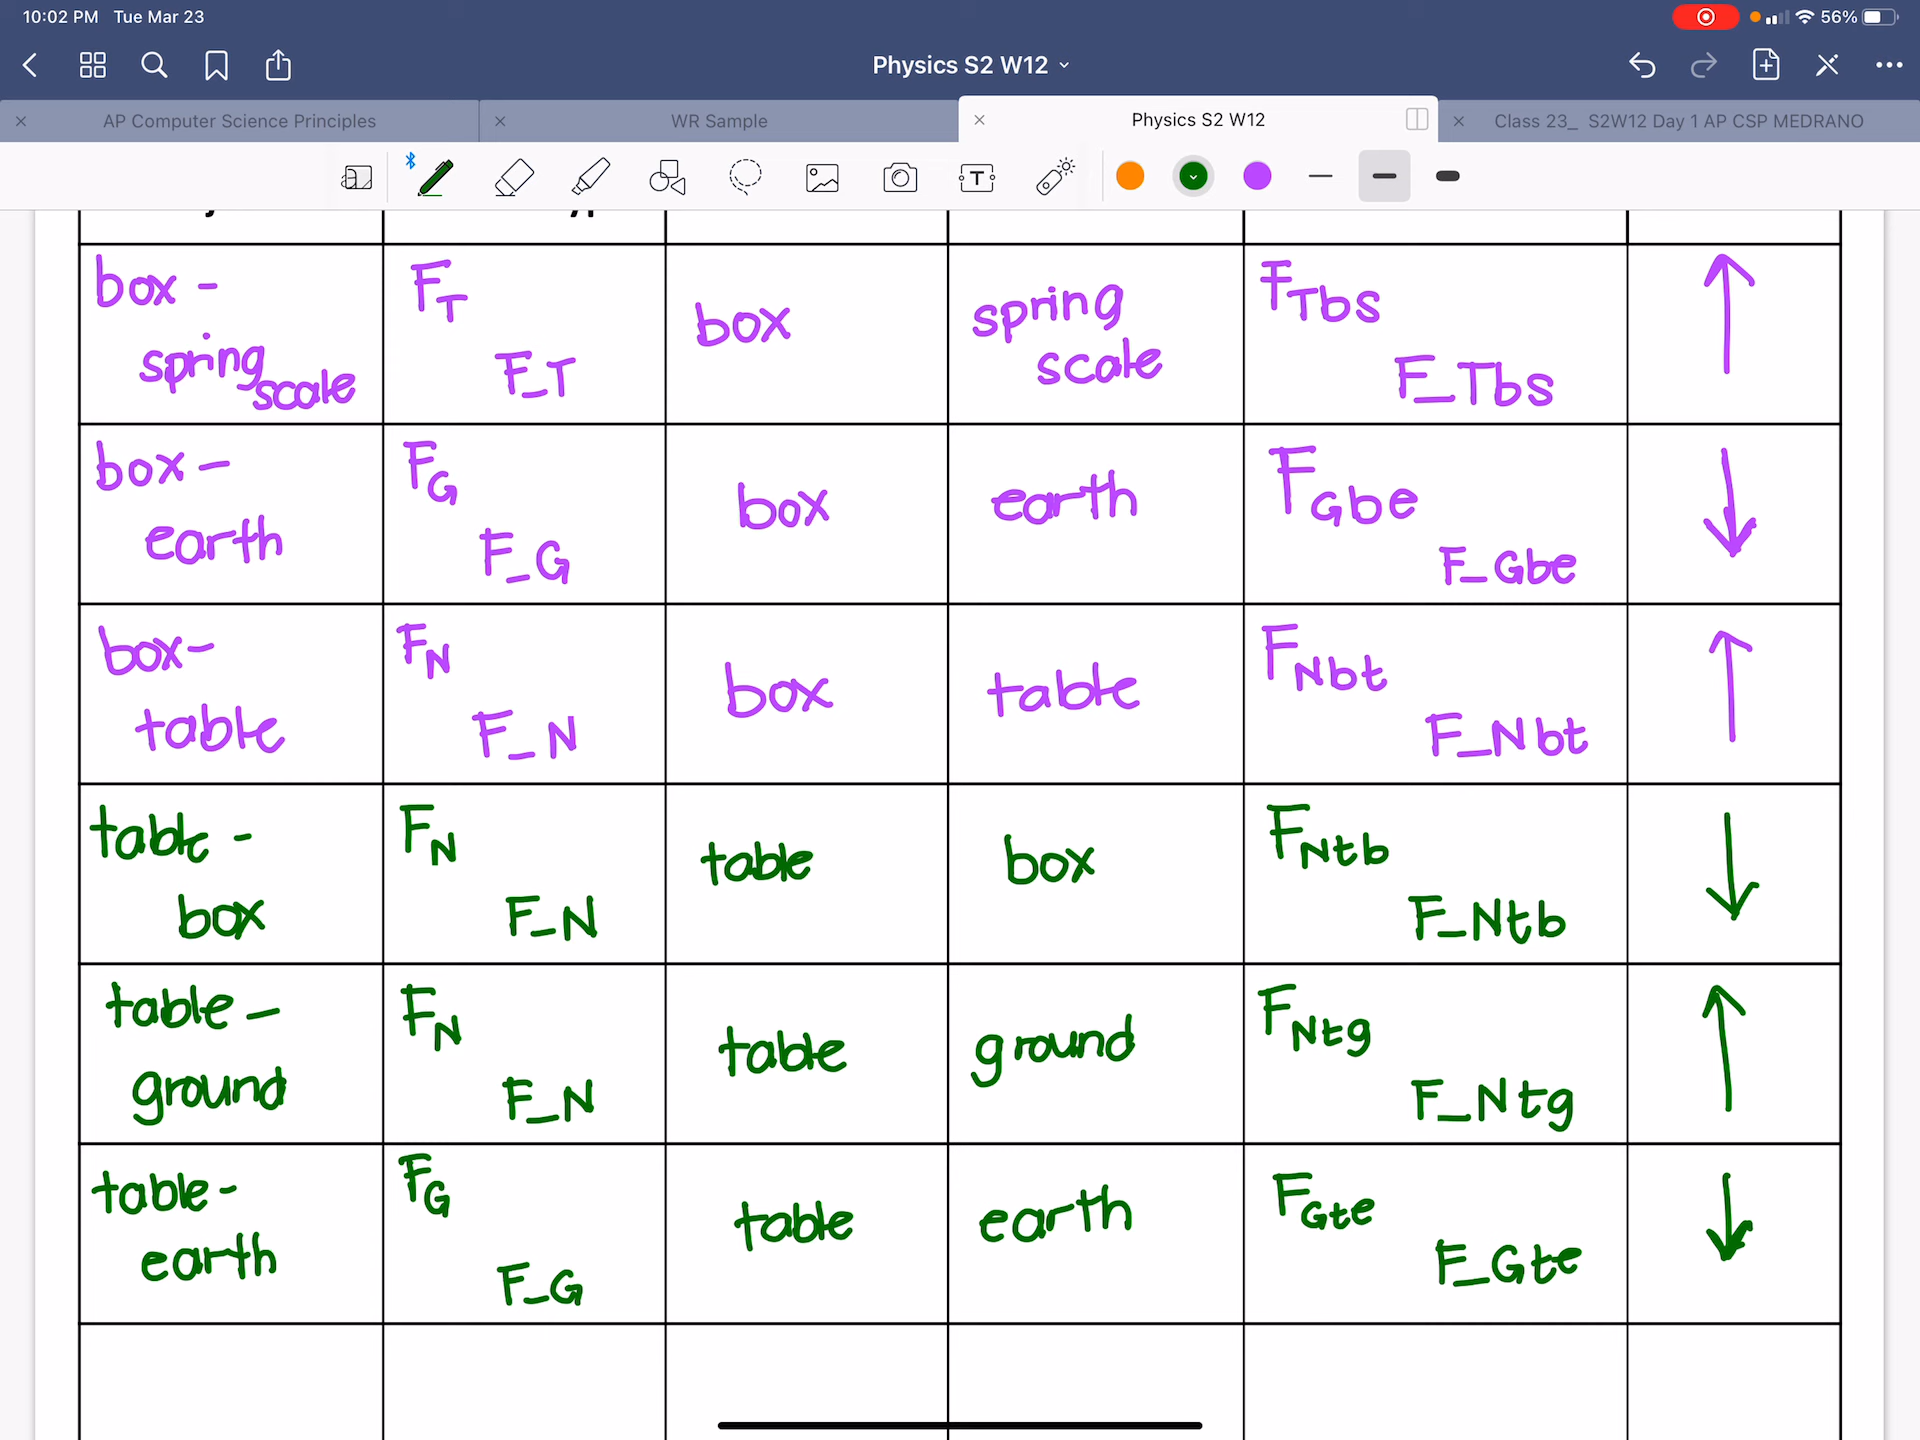 10:02 PM Tue Mar 23
56%
Physics S2 W12
AP Computer Science Principles
WR Sample
Physics S2 W12
Class 23_ S2W12 Day 1 AP CSP MEDRANO
box -
spring
scale
FT
F_T
box
spring
scale
FTbs
F_Tbs
box -
earth
FG
F_G
box
earth
FGbe
F_Gbe
box-
table
FN
F_N
box
table
FNbt
F_Nbt
table -
box
FN
F_N
table
box
FNtb
F_Ntb
table -
ground
FN
F_N
table
ground
FNtg
F_Ntg
table-
earth
FG
F_G
table
earth
FGte
F_Gte